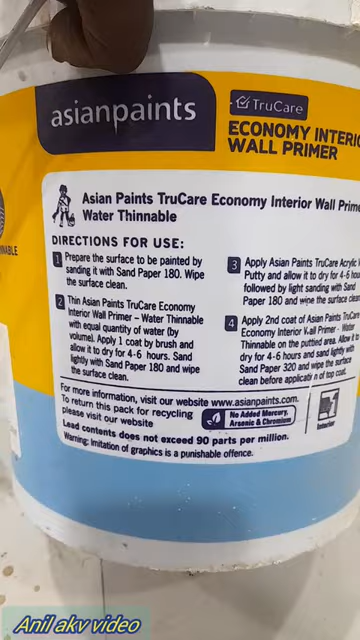 asianpaints
TruCare
ECONOMY INTERIO
WALL PRIMER
Asian Paints TruCare Economy Interior Wall Prime
Water Thinnable
DIRECTIONS FOR USE:
1 Prepare the surface to be painted by
sanding it with Sand Paper 180. Wipe
the surface clean.
2 Thin Asian Paints TruCare Economy
Interior Wall Primer - Water Thinnable
with equal quantity of water (by
volume). Apply 1 coat by brush and
allow it to dry for 4-6 hours. Sand
lightly with Sand Paper 180 and wipe
the surface clean.
3 Apply Asian Paints TruCare Acrylic W
Putty and allow it to dry for 4-6 hou
followed by light sanding with Sand
Paper 180 and wipe the surface
4 Apply 2nd coat of Asian Paints TruC
Economy Interior Wall Primer - Water
Thinnable on the puttied area. Allow it to
dry for 4-6 hours and sand lightly with
Sand Paper 320 and wipe the surface
clean before application of top coat.
For more information, visit our website www.asianpaints.com.
To return this pack for recycling
please visit our website
No Added Mercury,
Arsenic & Chromium
Interior
Lead contents does not exceed 90 parts per million.
Warning: Imitation of graphics is a punishable offence.
NNABLE
Anil akv video